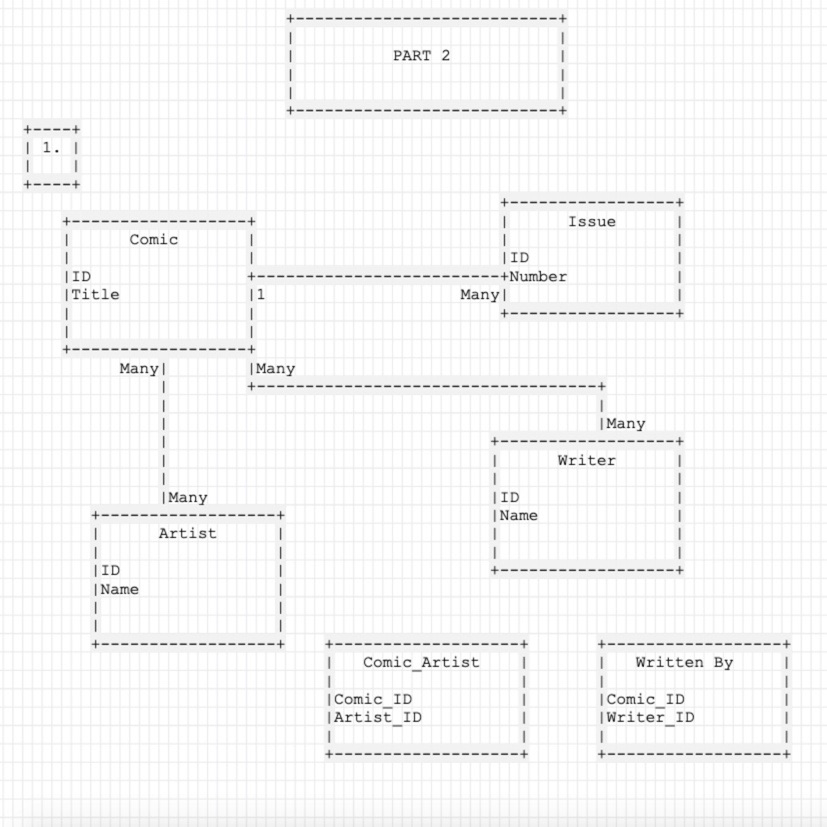 PART 2
1.
Comic
ID
Title
1
Many
Issue
ID
Number
Many
Many
Many
Writer
ID
Name
Many
Artist
ID
Name
Comic_Artist
Comic_ID
Artist_ID
Written By
Comic_ID
Writer_ID